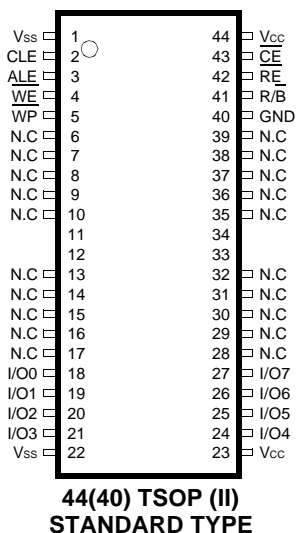 Vss 1 44 Vcc
CLE 2 43 CE
ALE 3 42 RE
WE 4 41 R/B
WP 5 40 GND
N.C 6 39 N.C
N.C 7 38 N.C
N.C 8 37 N.C
N.C 9 36 N.C
N.C 10 35 N.C
11 34
12 33
N.C 13 32 N.C
N.C 14 31 N.C
N.C 15 30 N.C
N.C 16 29 N.C
N.C 17 28 N.C
I/O0 18 27 I/O7
I/O1 19 26 I/O6
I/O2 20 25 I/O5
I/O3 21 24 I/O4
Vss 22 23 Vcc
44(40) TSOP (II)
STANDARD TYPE